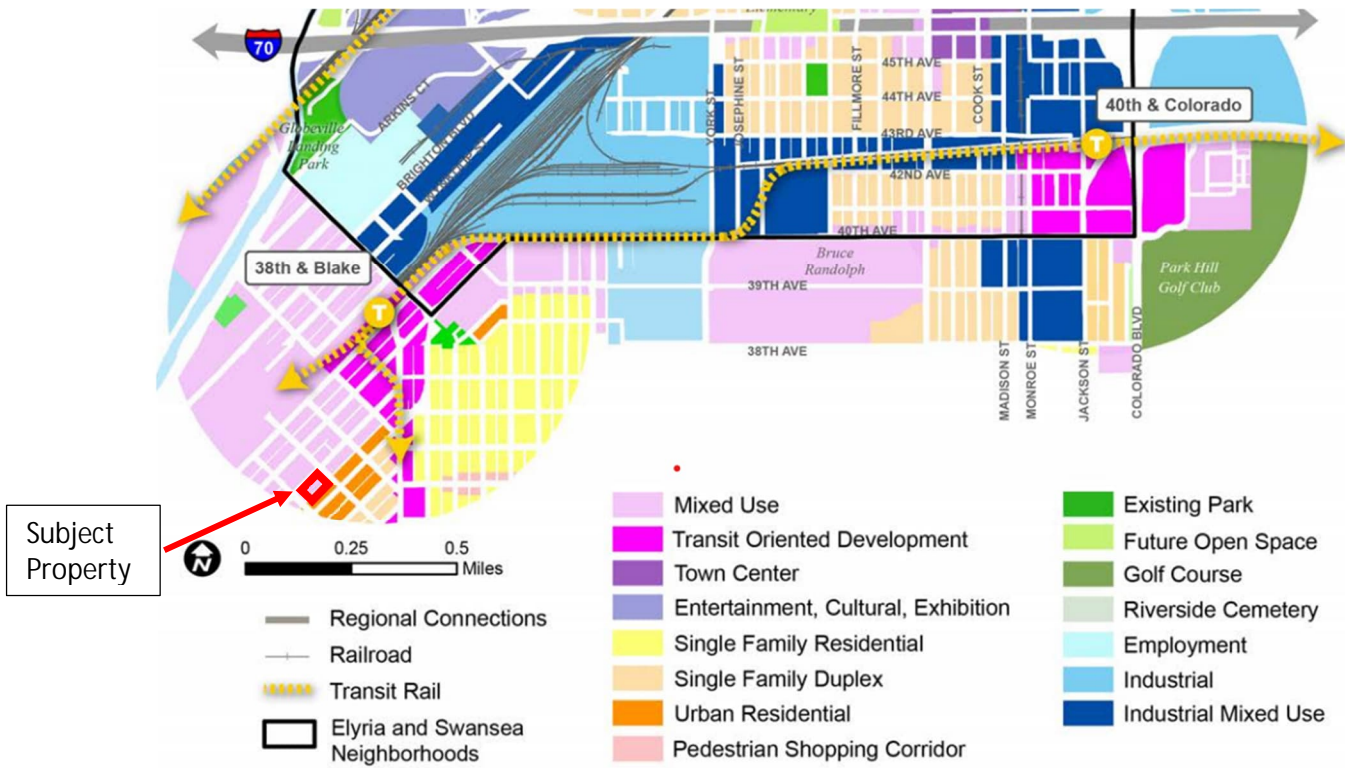 Elementary
70
ARKINS CT
Globeville
Landing
Park
BRIGHTON BLVD
WYNKOOP ST
YORK ST
JOSEPHINE ST
FILLMORE ST
COOK ST
45TH AVE
44TH AVE
40th & Colorado
43RD AVE
T
42ND AVE
40TH AVE
Bruce
Randolph
38th & Blake
T
39TH AVE
38TH AVE
Park Hill
Golf Club
MADISON ST
MONROE ST
JACKSON ST
COLORADO BLVD
Subject
Property
N
0 0.25 0.5
Miles
Regional Connections
Railroad
Transit Rail
Elyria and Swansea
Neighborhoods
Mixed Use
Transit Oriented Development
Town Center
Entertainment, Cultural, Exhibition
Single Family Residential
Single Family Duplex
Urban Residential
Pedestrian Shopping Corridor
Existing Park
Future Open Space
Golf Course
Riverside Cemetery
Employment
Industrial
Industrial Mixed Use